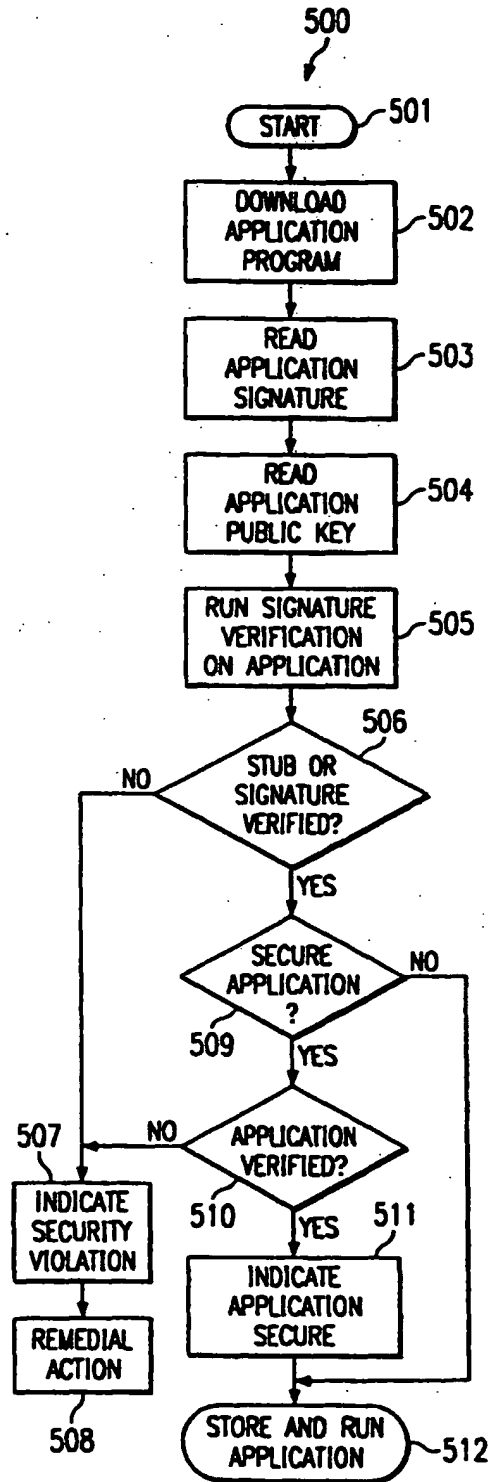 500
START
501
DOWNLOAD
APPLICATION
PROGRAM
502
READ
APPLICATION
SIGNATURE
503
READ
APPLICATION
PUBLIC KEY
504
RUN SIGNATURE
VERIFICATION
ON APPLICATION
505
506
STUB OR
SIGNATURE
VERIFIED?
NO
YES
SECURE
APPLICATION
?
509
NO
YES
APPLICATION
VERIFIED?
510
NO
YES
507
INDICATE
SECURITY
VIOLATION
511
INDICATE
APPLICATION
SECURE
REMEDIAL
ACTION
508
STORE AND RUN
APPLICATION
512